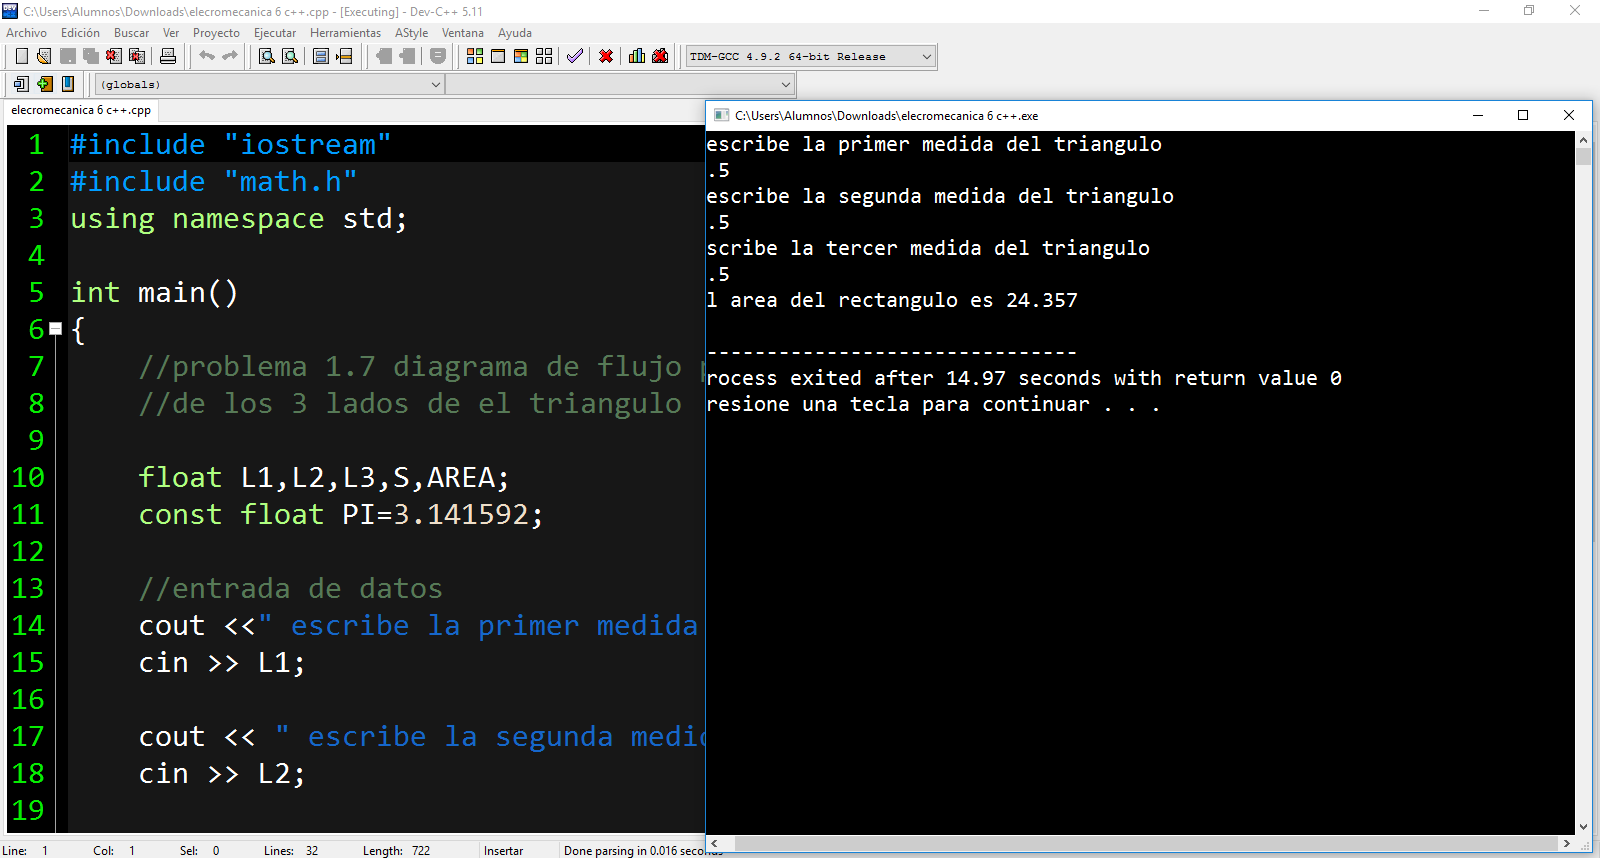 C:\Users\Alumnos\Downloads\elecromecanica 6 c++.cpp - [Executing] - Dev-C++ 5.11
Archivo Edición Buscar Ver Proyecto Ejecutar Herramientas AStyle Ventana Ayuda
TDM-GCC 4.9.2 64-bit Release
(globals)
elecromecanica 6 c++.cpp
1 #include "iostream"
2 #include "math.h"
3 using namespace std;
4
5 int main()
6 {
7 //problema 1.7 diagrama de flujo
8 //de los 3 lados de el triangulo
9
10 float L1,L2,L3,S,AREA;
11 const float PI=3.141592;
12
13 //entrada de datos
14 cout <<" escribe la primer medida
15 cin >> L1;
16
17 cout << " escribe la segunda medid
18 cin >> L2;
19
C:\Users\Alumnos\Downloads\elecromecanica 6 c++.exe
escribe la primer medida del triangulo
.5
escribe la segunda medida del triangulo
.5
scribe la tercer medida del triangulo
.5
l area del rectangulo es 24.357
-------------------------------
rocess exited after 14.97 seconds with return value 0
resione una tecla para continuar . . .
Line: 1 Col: 1 Sel: 0 Lines: 32 Length: 722 Insertar Done parsing in 0.016 seconds